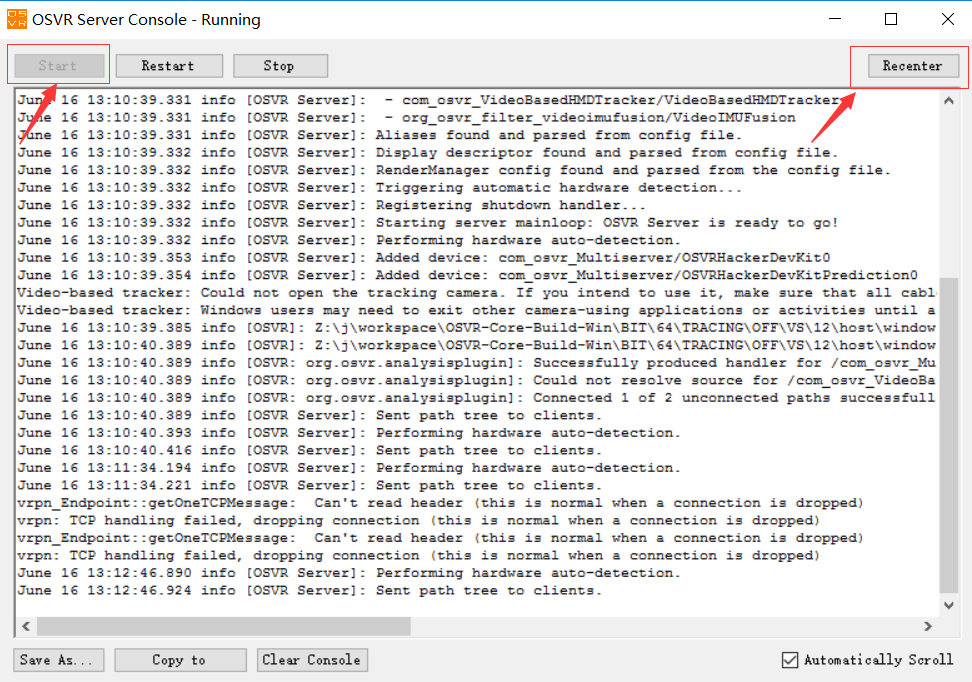 OSVR
OSVR Server Console - Running
Start Restart Stop Recenter
June 16 13:10:39.331 info [OSVR Server]:  - com_osvr_VideoBasedHMDTracker/VideoBasedHMDTracker
June 16 13:10:39.331 info [OSVR Server]:  - org_osvr_filter_videoimufusion/VideoIMUFusion
June 16 13:10:39.331 info [OSVR Server]: Aliases found and parsed from config file.
June 16 13:10:39.332 info [OSVR Server]: Display descriptor found and parsed from config file.
June 16 13:10:39.332 info [OSVR Server]: RenderManager config found and parsed from the config file.
June 16 13:10:39.332 info [OSVR Server]: Triggering automatic hardware detection...
June 16 13:10:39.332 info [OSVR Server]: Registering shutdown handler...
June 16 13:10:39.332 info [OSVR Server]: Starting server mainloop: OSVR Server is ready to go!
June 16 13:10:39.332 info [OSVR Server]: Performing hardware auto-detection.
June 16 13:10:39.353 info [OSVR Server]: Added device: com_osvr_Multiserver/OSVRHackerDevKit0
June 16 13:10:39.354 info [OSVR Server]: Added device: com_osvr_Multiserver/OSVRHackerDevKitPrediction0
Video-based tracker: Could not open the tracking camera. If you intend to use it, make sure that all cabl
Video-based tracker: Windows users may need to exit other camera-using applications or activities until a
June 16 13:10:39.385 info [OSVR]: Z:\j\workspace\OSVR-Core-Build-Win\BIT\64\TRACING\OFF\VS\12\host\window
June 16 13:10:40.389 info [OSVR]: Z:\j\workspace\OSVR-Core-Build-Win\BIT\64\TRACING\OFF\VS\12\host\window
June 16 13:10:40.389 info [OSVR: org.osvr.analysisplugin]: Successfully produced handler for /com_osvr_Mu
June 16 13:10:40.389 info [OSVR: org.osvr.analysisplugin]: Could not resolve source for /com_osvr_VideoBa
June 16 13:10:40.389 info [OSVR: org.osvr.analysisplugin]: Connected 1 of 2 unconnected paths successfull
June 16 13:10:40.389 info [OSVR Server]: Sent path tree to clients.
June 16 13:10:40.393 info [OSVR Server]: Performing hardware auto-detection.
June 16 13:10:40.416 info [OSVR Server]: Sent path tree to clients.
June 16 13:11:34.194 info [OSVR Server]: Performing hardware auto-detection.
June 16 13:11:34.221 info [OSVR Server]: Sent path tree to clients.
vrpn_Endpoint::getOneTCPMessage:  Can't read header (this is normal when a connection is dropped)
vrpn: TCP handling failed, dropping connection (this is normal when a connection is dropped)
vrpn_Endpoint::getOneTCPMessage:  Can't read header (this is normal when a connection is dropped)
vrpn: TCP handling failed, dropping connection (this is normal when a connection is dropped)
June 16 13:12:46.890 info [OSVR Server]: Performing hardware auto-detection.
June 16 13:12:46.924 info [OSVR Server]: Sent path tree to clients.
Save As... Copy to Clear Console Automatically Scroll